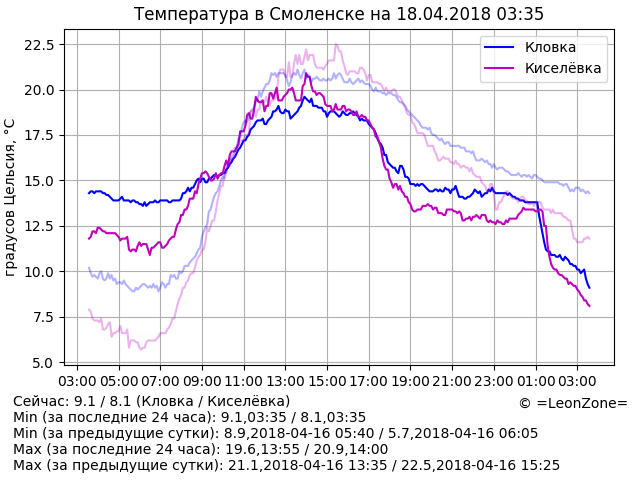 Температура в Смоленске на 18.04.2018 03:35
градусов Цельсия, °C
22.5
20.0
17.5
15.0
12.5
10.0
7.5
5.0
Кловка
Киселёвка
03:00 05:00 07:00 09:00 11:00 13:00 15:00 17:00 19:00 21:00 23:00 01:00 03:00
Сейчас: 9.1 / 8.1 (Кловка / Киселёвка)
© =LeonZone=
Min (за последние 24 часа): 9.1,03:35 / 8.1,03:35
Min (за предыдущие сутки): 8.9,2018-04-16 05:40 / 5.7,2018-04-16 06:05
Max (за последние 24 часа): 19.6,13:55 / 20.9,14:00
Max (за предыдущие сутки): 21.1,2018-04-16 13:35 / 22.5,2018-04-16 15:25